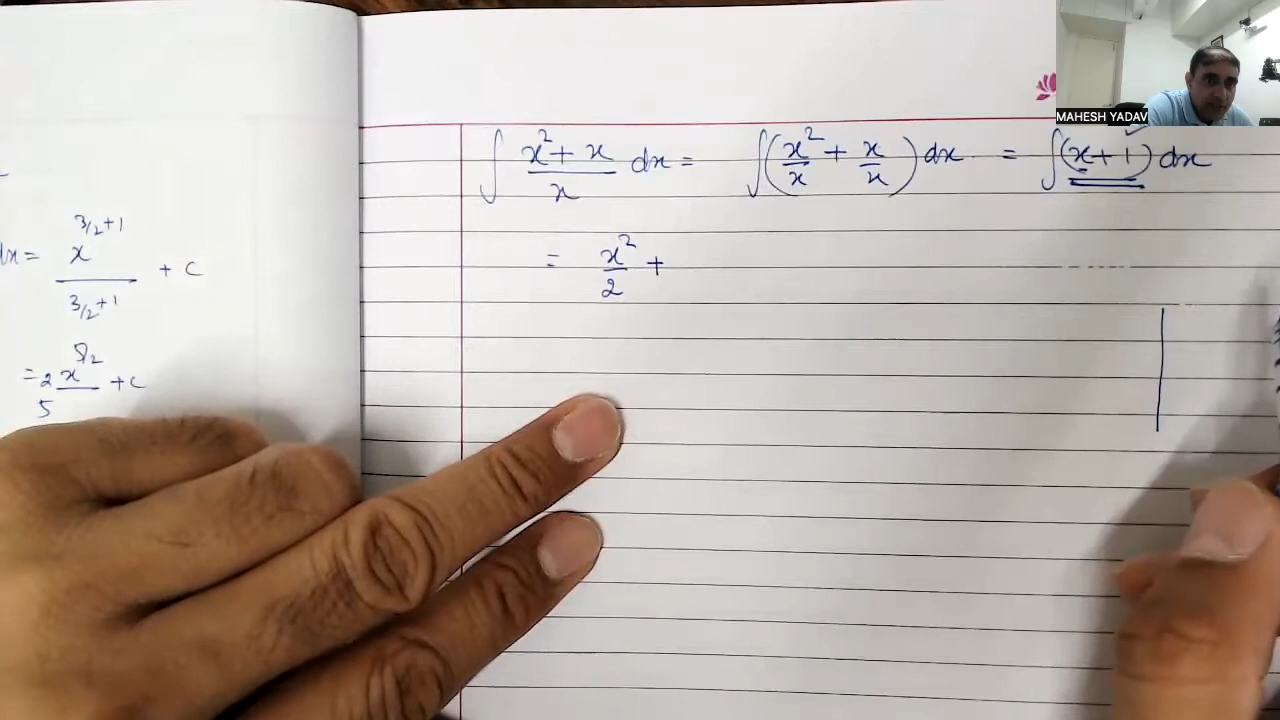 MAHESH YADAV
∫ (x² + x)/x dx = ∫(x²/x + x/x) dx = ∫(x + 1) dx
= x²/2 +
dx = x^(3/2+1)/(3/2+1) + c
= 2x^(5/2)/5 + c